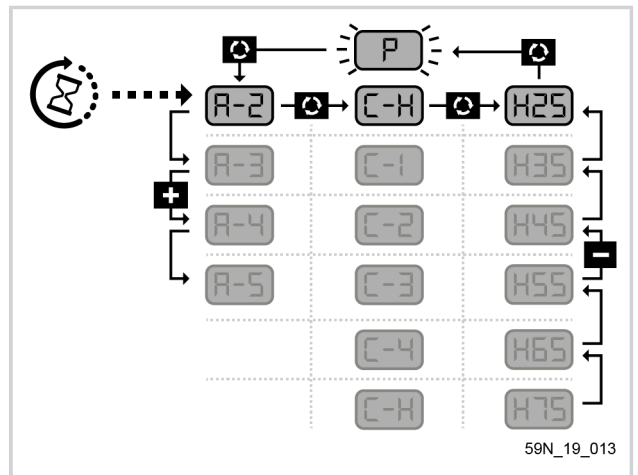 P
A-2 C-H H25
A-3 C-1 H35
+
A-4 C-2 H45
-
A-5 C-3 H55
C-4 H65
C-H H75
59N_19_013